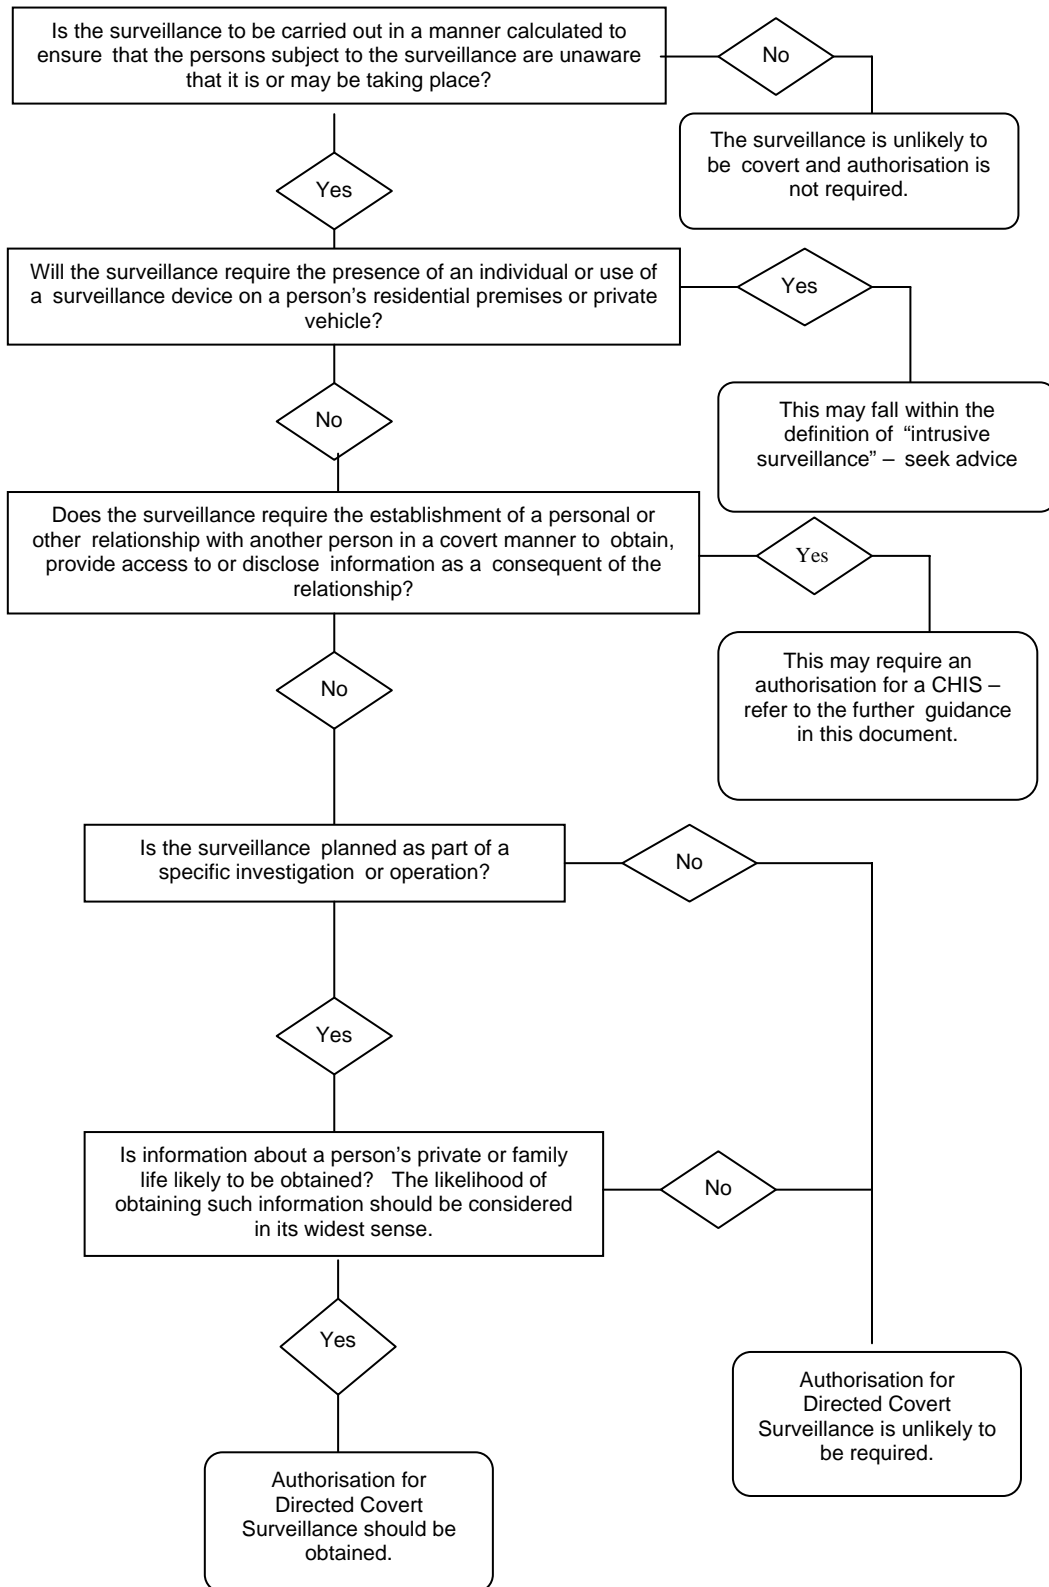 Is the surveillance to be carried out in a manner calculated to
ensure that the persons subject to the surveillance are unaware
that it is or may be taking place?
No
The surveillance is unlikely to
be covert and authorisation is
not required.
Yes
Will the surveillance require the presence of an individual or use of
a surveillance device on a person's residential premises or private
vehicle?
Yes
This may fall within the
definition of "intrusive
surveillance" – seek advice
No
Does the surveillance require the establishment of a personal or
other relationship with another person in a covert manner to obtain,
provide access to or disclose information as a consequent of the
relationship?
Yes
This may require an
authorisation for a CHIS –
refer to the further guidance
in this document.
No
Is the surveillance planned as part of a
specific investigation or operation?
No
Yes
Is information about a person's private or family
life likely to be obtained? The likelihood of
obtaining such information should be considered
in its widest sense.
No
Yes
Authorisation for
Directed Covert
Surveillance is unlikely to
be required.
Authorisation for
Directed Covert
Surveillance should be
obtained.